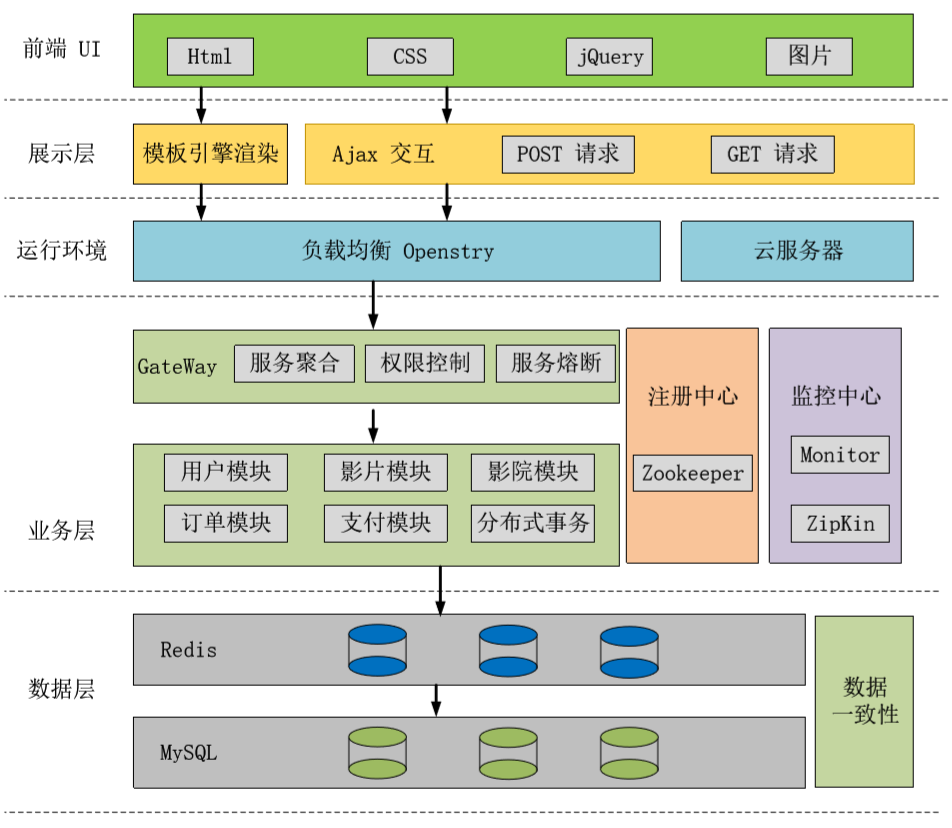 前端 UI
Html
CSS
jQuery
图片
展示层
模板引擎渲染
Ajax 交互
POST 请求
GET 请求
运行环境
负载均衡 Openstry
云服务器
业务层
GateWay
服务聚合
权限控制
服务熔断
用户模块
影片模块
影院模块
订单模块
支付模块
分布式事务
注册中心
Zookeeper
监控中心
Monitor
ZipKin
数据层
Redis
MySQL
数据
一致性